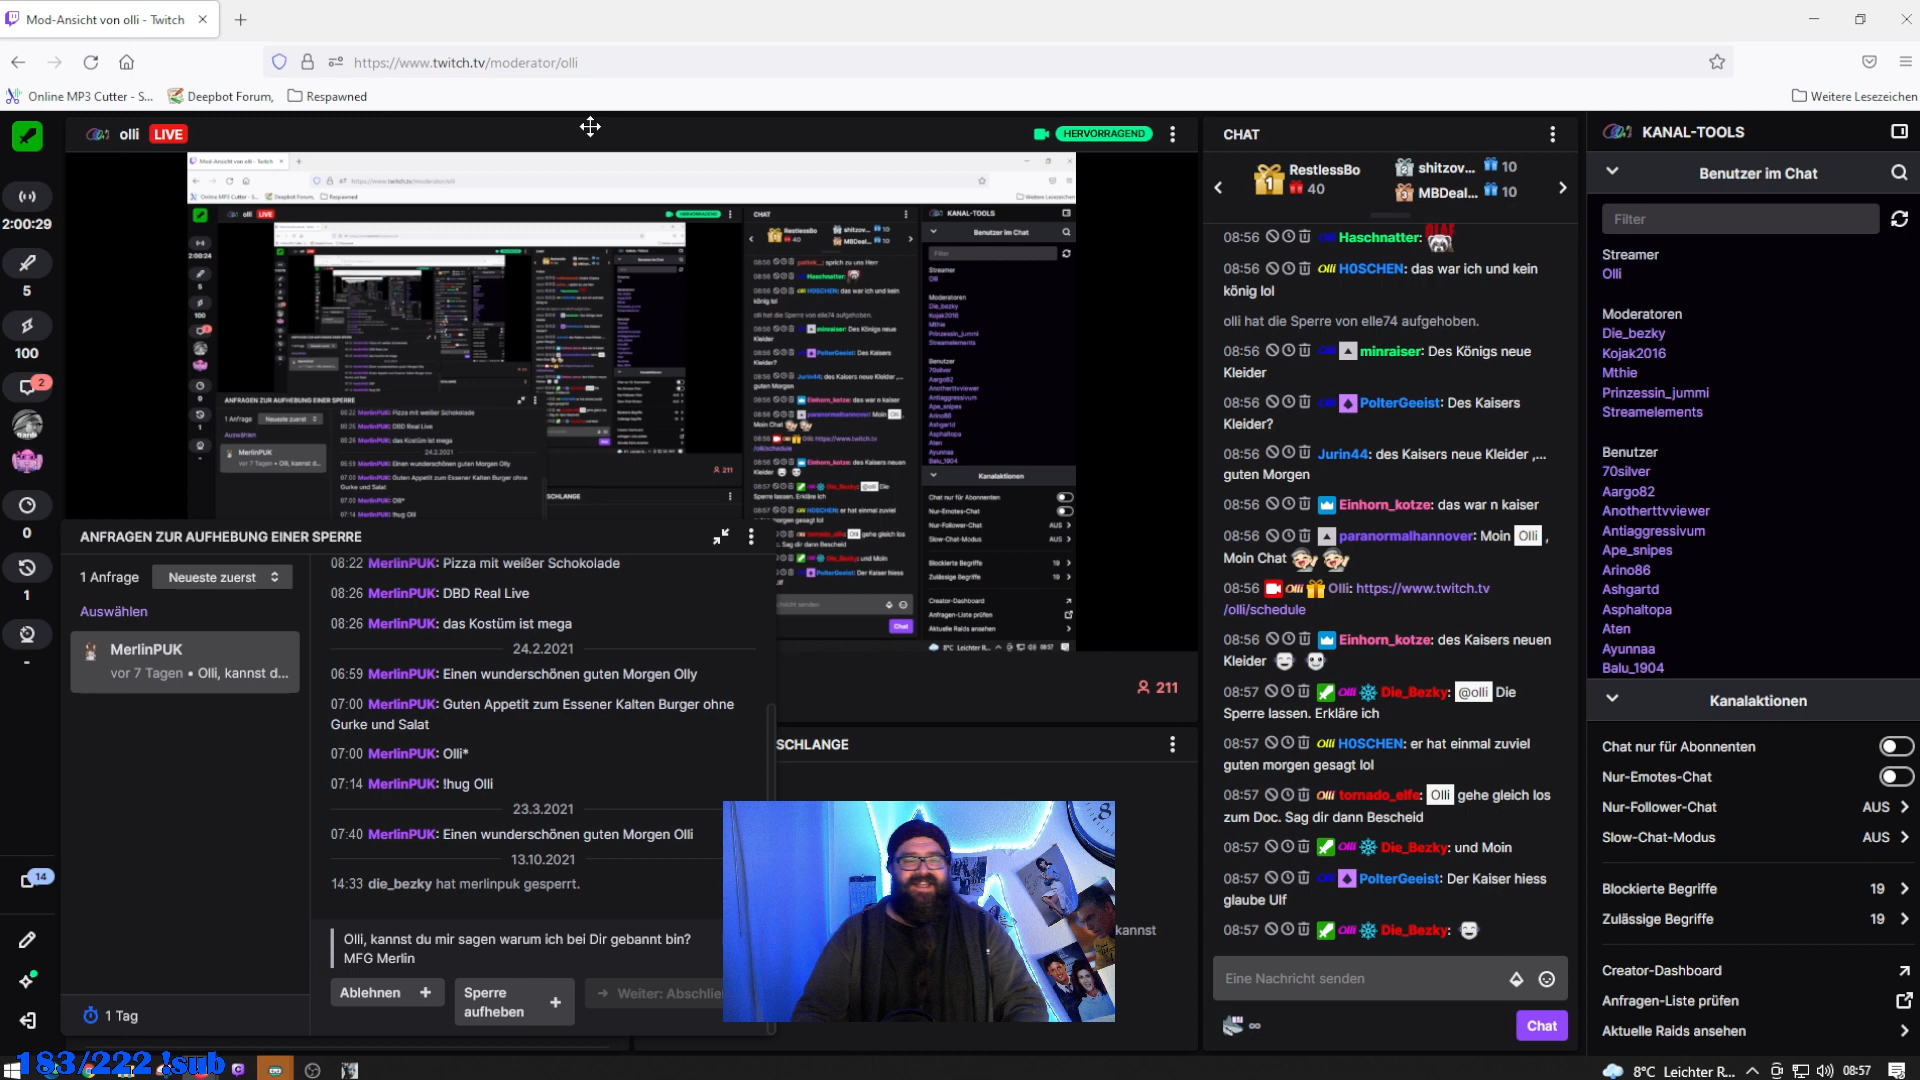 Mod-Ansicht von olli - Twitch
https://www.twitch.tv/moderator/olli
Online MP3 Cutter - S...
Deepbot Forum,
Respawned
Weitere Lesezeichen
olli LIVE
HERVORRAGEND
2:00:29
5
100
2
0
1
-
14
211
ANFRAGEN ZUR AUFHEBUNG EINER SPERRE
1 Anfrage
Neueste zuerst
Auswählen
MerlinPUK
vor 7 Tagen • Olli, kannst d...
1 Tag
08:22 MerlinPUK: Pizza mit weißer Schokolade
08:26 MerlinPUK: DBD Real Live
08:26 MerlinPUK: das Kostüm ist mega
24.2.2021
06:59 MerlinPUK: Einen wunderschönen guten Morgen Olly
07:00 MerlinPUK: Guten Appetit zum Essener Kalten Burger ohne
Gurke und Salat
07:00 MerlinPUK: Olli*
07:14 MerlinPUK: !hug Olli
23.3.2021
07:40 MerlinPUK: Einen wunderschönen guten Morgen Olli
13.10.2021
14:33 die_bezky hat merlinpuk gesperrt.
Olli, kannst du mir sagen warum ich bei Dir gebannt bin?
MFG Merlin
Ablehnen +
Sperre
aufheben +
Weiter: Abschlie
SCHLANGE
kannst
CHAT
1 RestlessBo
40
2 shitzov... 10
3 MBDeal... 10
08:56 Haschnatter:
08:56 Olli H0SCHEN: das war ich und kein
könig lol
olli hat die Sperre von elle74 aufgehoben.
08:56 minraiser: Des Königs neue
Kleider
08:56 PolterGeeist: Des Kaisers
Kleider?
08:56 Jurin44: des Kaisers neue Kleider ,...
guten Morgen
08:56 Einhorn_kotze: das war n kaiser
08:56 paranormalhannover: Moin Olli ,
Moin Chat
08:56 Olli Olli: https://www.twitch.tv
/olli/schedule
08:56 Einhorn_kotze: des Kaisers neuen
Kleider
08:57 Olli Die_Bezky: @olli Die
Sperre lassen. Erkläre ich
08:57 Olli H0SCHEN: er hat einmal zuviel
guten morgen gesagt lol
08:57 Olli tornado_elfe: Olli gehe gleich los
zum Doc. Sag dir dann Bescheid
08:57 Olli Die_Bezky: und Moin
08:57 PolterGeeist: Der Kaiser hiess
glaube Ulf
08:57 Olli Die_Bezky:
Eine Nachricht senden
∞
Chat
KANAL-TOOLS
Benutzer im Chat
Filter
Streamer
Olli
Moderatoren
Die_bezky
Kojak2016
Mthie
Prinzessin_jummi
Streamelements
Benutzer
70silver
Aargo82
Anotherttvviewer
Antiaggressivum
Ape_snipes
Arino86
Ashgartd
Asphaltopa
Aten
Ayunnaa
Balu_1904
Kanalaktionen
Chat nur für Abonnenten
Nur-Emotes-Chat
Nur-Follower-Chat AUS
Slow-Chat-Modus AUS
Blockierte Begriffe 19
Zulässige Begriffe 19
Creator-Dashboard
Anfragen-Liste prüfen
Aktuelle Raids ansehen
183/222 !sub
8°C Leichter R...
08:57